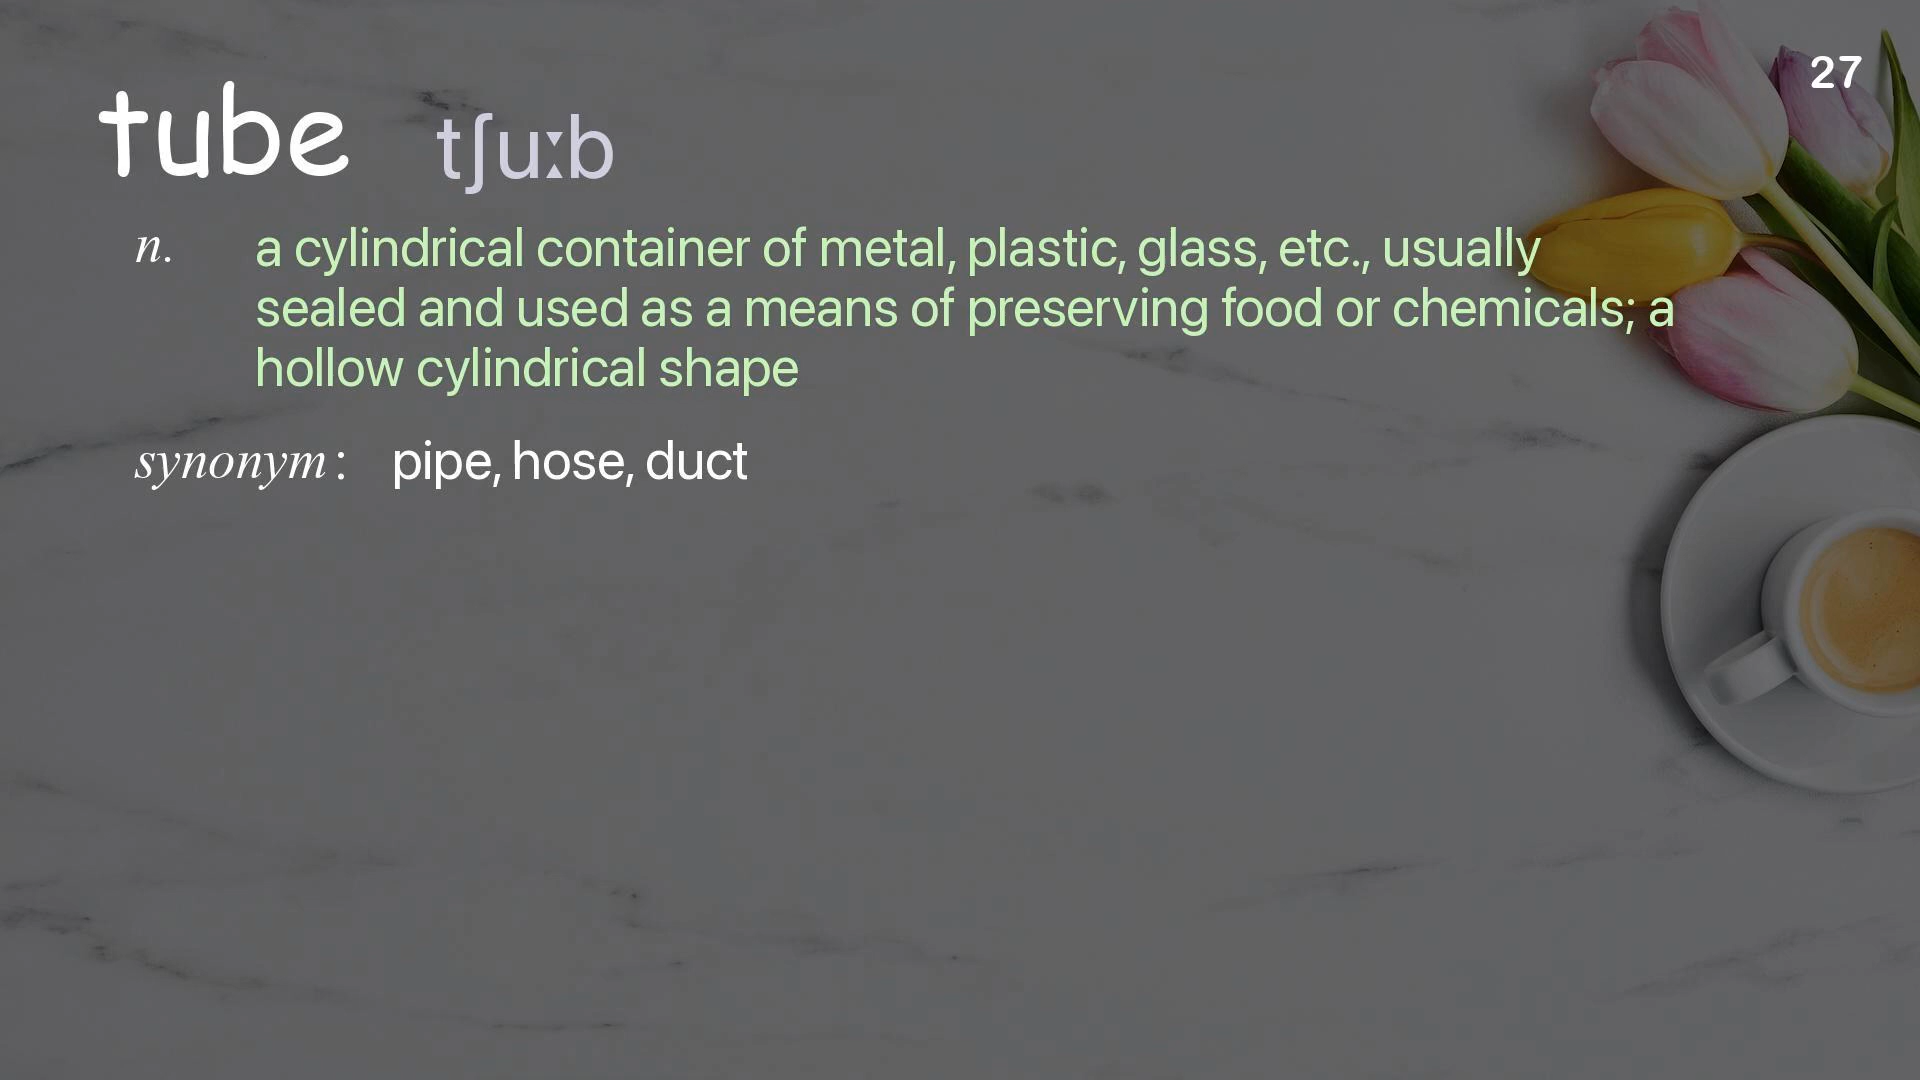 27
tube tʃuːb
n. a cylindrical container of metal, plastic, glass, etc., usually
sealed and used as a means of preserving food or chemicals; a
hollow cylindrical shape
synonym: pipe, hose, duct